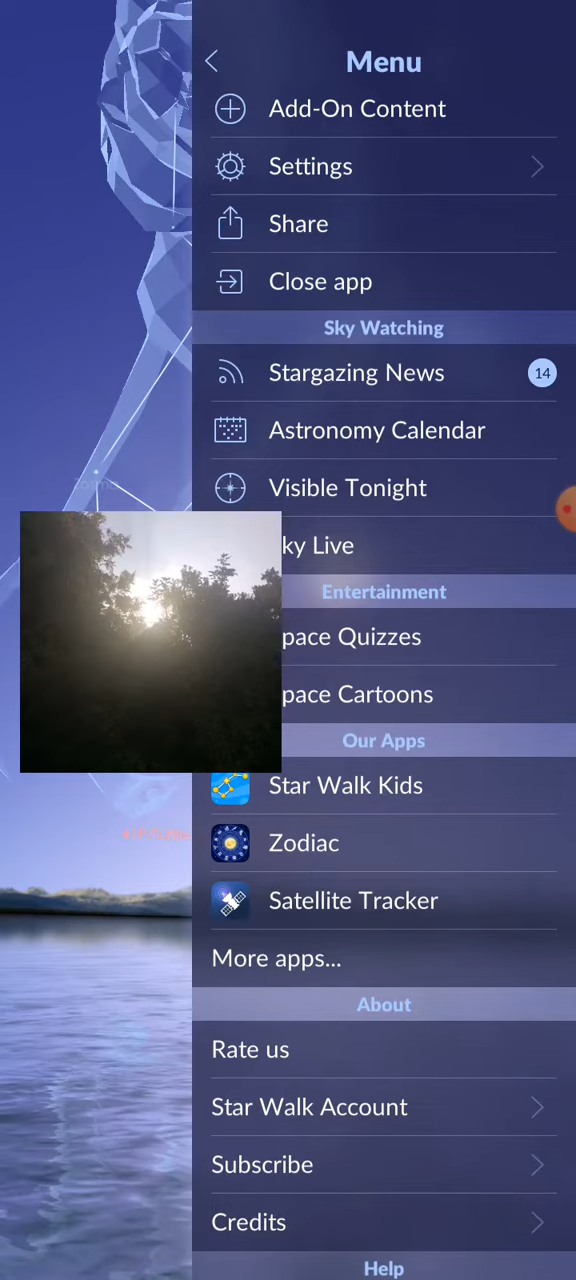 Menu
Add-On Content
Settings
Share
Close app
Sky Watching
Stargazing News 14
Astronomy Calendar
Visible Tonight
ky Live
Entertainment
pace Quizzes
pace Cartoons
Our Apps
Star Walk Kids
Zodiac
Satellite Tracker
More apps...
About
Rate us
Star Walk Account
Subscribe
Credits
Help